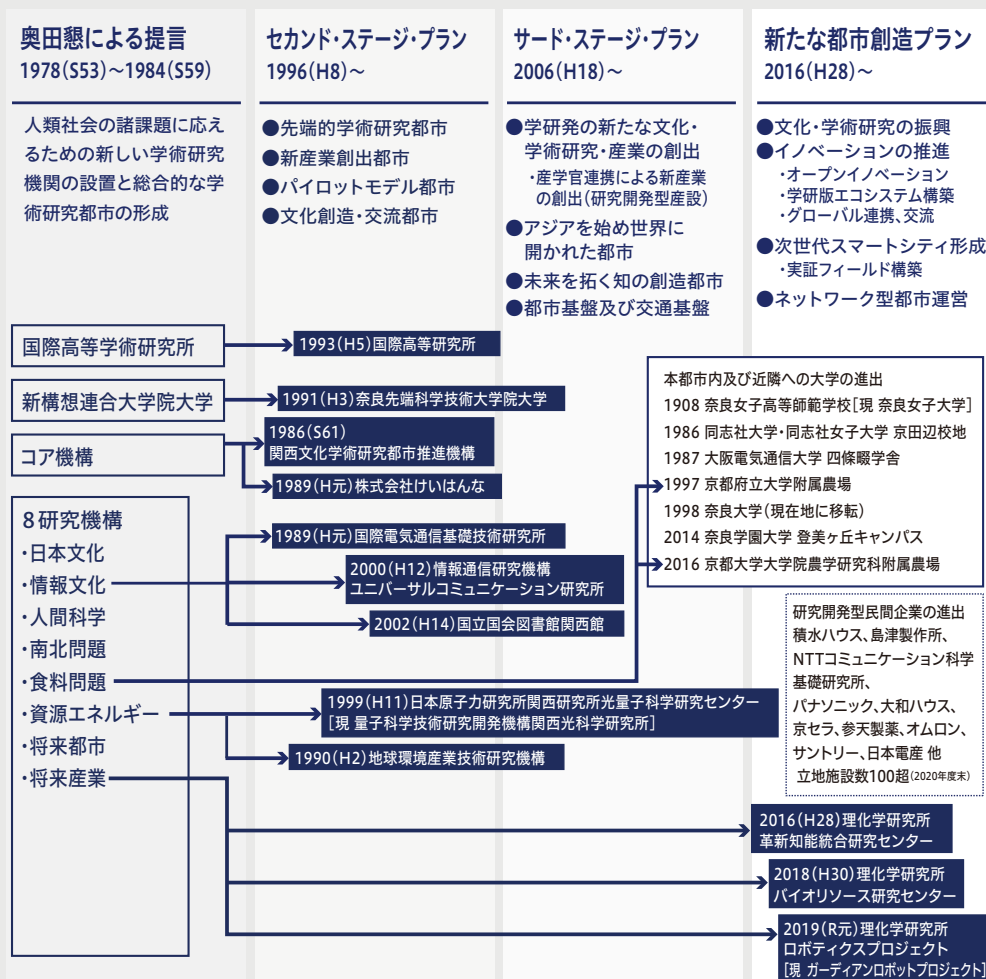 奥田懇による提言
1978(S53)～1984(S59)
人類社会の諸課題に応え
るための新しい学術研究
機関の設置と総合的な学
術研究都市の形成
セカンド・ステージ・プラン
1996(H8)～
●先端的学術研究都市
●新産業創出都市
●パイロットモデル都市
●文化創造・交流都市
サード・ステージ・プラン
2006(H18)～
●学研発の新たな文化・
学術研究・産業の創出
・産学官連携による新産業
の創出(研究開発型産設)
●アジアを始め世界に
開かれた都市
●未来を拓く知の創造都市
●都市基盤及び交通基盤
新たな都市創造プラン
2016(H28)～
●文化・学術研究の振興
●イノベーションの推進
・オープンイノベーション
・学研版エコシステム構築
・グローバル連携、交流
●次世代スマートシティ形成
・実証フィールド構築
●ネットワーク型都市運営
国際高等学術研究所
1993(H5)国際高等研究所
新構想連合大学院大学
1991(H3)奈良先端科学技術大学院大学
コア機構
1986(S61)
関西文化学術研究都市推進機構
1989(H元)株式会社けいはんな
8研究機構
・日本文化
・情報文化
・人間科学
・南北問題
・食料問題
・資源エネルギー
・将来都市
・将来産業
1989(H元)国際電気通信基礎技術研究所
2000(H12)情報通信研究機構
ユニバーサルコミュニケーション研究所
2002(H14)国立国会図書館関西館
1999(H11)日本原子力研究所関西研究所光量子科学研究センター
[現 量子科学技術研究開発機構関西光科学研究所]
1990(H2)地球環境産業技術研究機構
本都市内及び近隣への大学の進出
1908 奈良女子高等師範学校[現 奈良女子大学]
1986 同志社大学・同志社女子大学 京田辺校地
1987 大阪電気通信大学 四條畷学舎
1997 京都府立大学附属農場
1998 奈良大学(現在地に移転)
2014 奈良学園大学 登美ヶ丘キャンパス
2016 京都大学大学院農学研究科附属農場
研究開発型民間企業の進出
積水ハウス、島津製作所、
NTTコミュニケーション科学
基礎研究所、
パナソニック、大和ハウス、
京セラ、参天製薬、オムロン、
サントリー、日本電産 他
立地施設数100超(2020年度末)
2016(H28)理化学研究所
革新知能統合研究センター
2018(H30)理化学研究所
バイオリソース研究センター
2019(R元)理化学研究所
ロボティクスプロジェクト
[現 ガーディアンロボットプロジェクト]